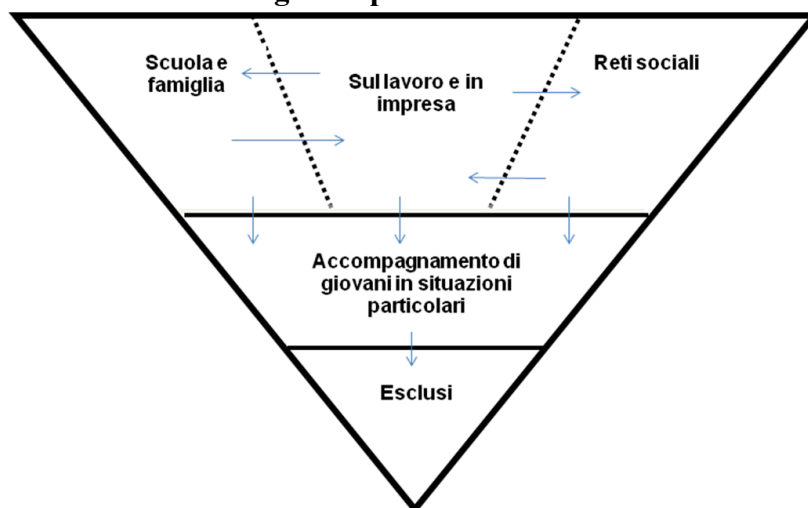 Scuola e
famiglia
Sul lavoro e in
impresa
Reti sociali
Accompagnamento di
giovani in situazioni
particolari
Esclusi